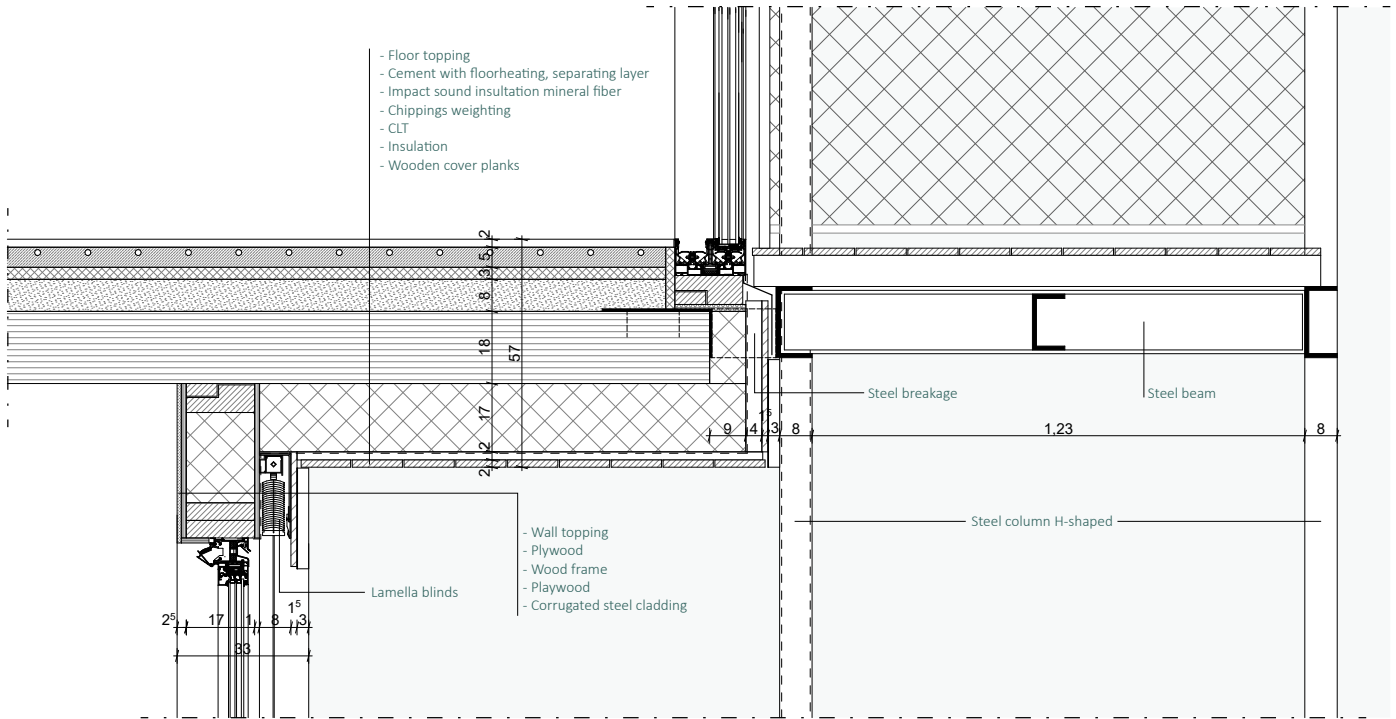 - Floor topping
- Cement with floorheating, separating layer
- Impact sound insultation mineral fiber
- Chippings weighting
- CLT
- Insulation
- Wooden cover planks
2
5
3
8
18
57
17
2
2
Steel breakage
Steel beam
9 4 1⁵ 3 8 1,23 8
Steel column H-shaped
- Wall topping
- Plywood
- Wood frame
- Playwood
- Corrugated steel cladding
Lamella blinds
2⁵ 17 1 8 1⁵ 3
33